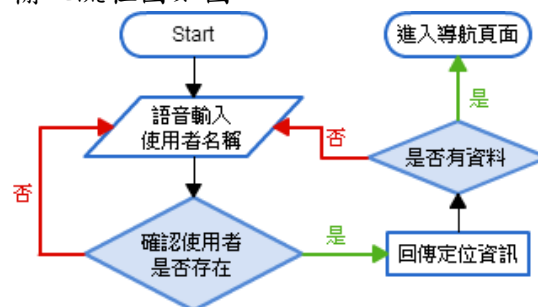 Start
語音輸入
使用者名稱
確認使用者
是否存在
否
是
回傳定位資訊
是否有資料
否
是
進入導航頁面